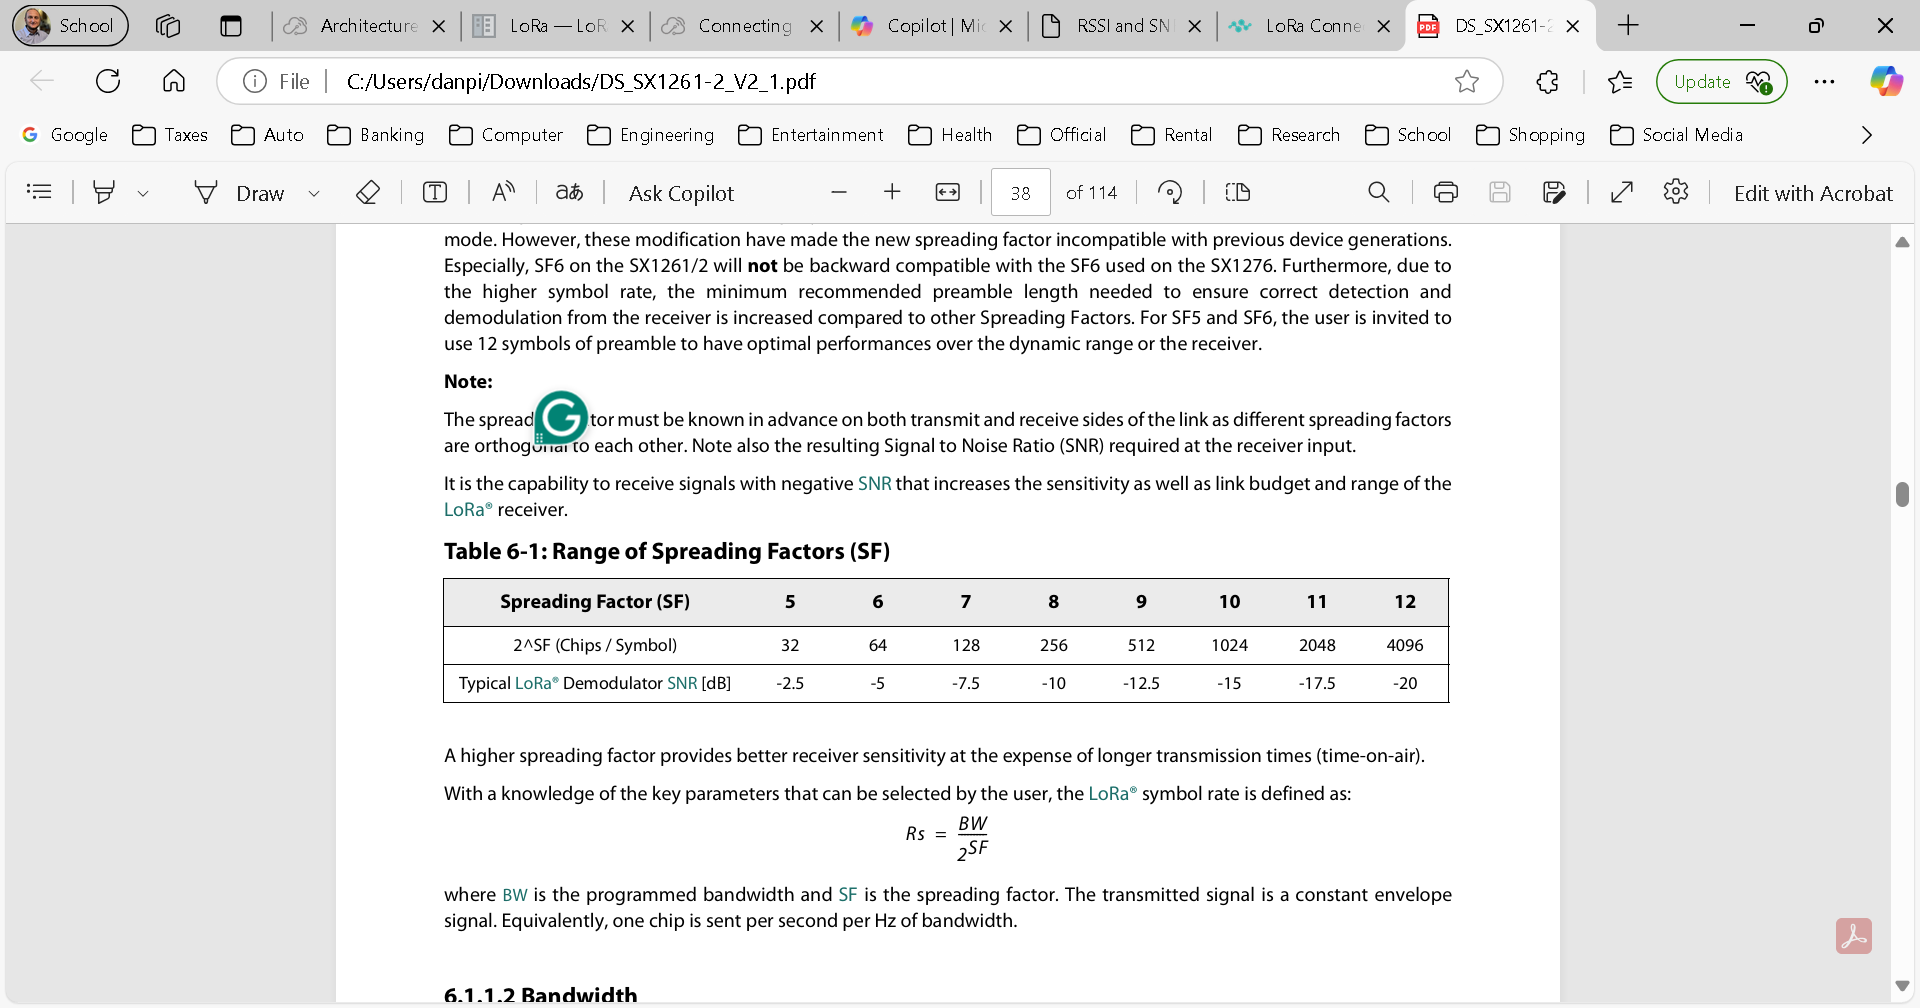 School
Architecture
LoRa — LoR
Connecting
Copilot | Mic
RSSI and SN
LoRa Conne
DS_SX1261-2
File
C:/Users/danpi/Downloads/DS_SX1261-2_V2_1.pdf
Update
Google
Taxes
Auto
Banking
Computer
Engineering
Entertainment
Health
Official
Rental
Research
School
Shopping
Social Media
Draw
Ask Copilot
38 of 114
Edit with Acrobat
mode. However, these modification have made the new spreading factor incompatible with previous device generations.
Especially, SF6 on the SX1261/2 will not be backward compatible with the SF6 used on the SX1276. Furthermore, due to
the higher symbol rate, the minimum recommended preamble length needed to ensure correct detection and
demodulation from the receiver is increased compared to other Spreading Factors. For SF5 and SF6, the user is invited to
use 12 symbols of preamble to have optimal performances over the dynamic range or the receiver.
Note:
The spread tor must be known in advance on both transmit and receive sides of the link as different spreading factors
are orthogonal to each other. Note also the resulting Signal to Noise Ratio (SNR) required at the receiver input.
It is the capability to receive signals with negative SNR that increases the sensitivity as well as link budget and range of the
LoRa® receiver.
Table 6-1: Range of Spreading Factors (SF)
Spreading Factor (SF) 5 6 7 8 9 10 11 12
2^SF (Chips / Symbol) 32 64 128 256 512 1024 2048 4096
Typical LoRa® Demodulator SNR [dB] -2.5 -5 -7.5 -10 -12.5 -15 -17.5 -20
A higher spreading factor provides better receiver sensitivity at the expense of longer transmission times (time-on-air).
With a knowledge of the key parameters that can be selected by the user, the LoRa® symbol rate is defined as:
Rs = BW / 2^SF
where BW is the programmed bandwidth and SF is the spreading factor. The transmitted signal is a constant envelope
signal. Equivalently, one chip is sent per second per Hz of bandwidth.
6.1.1.2 Bandwidth